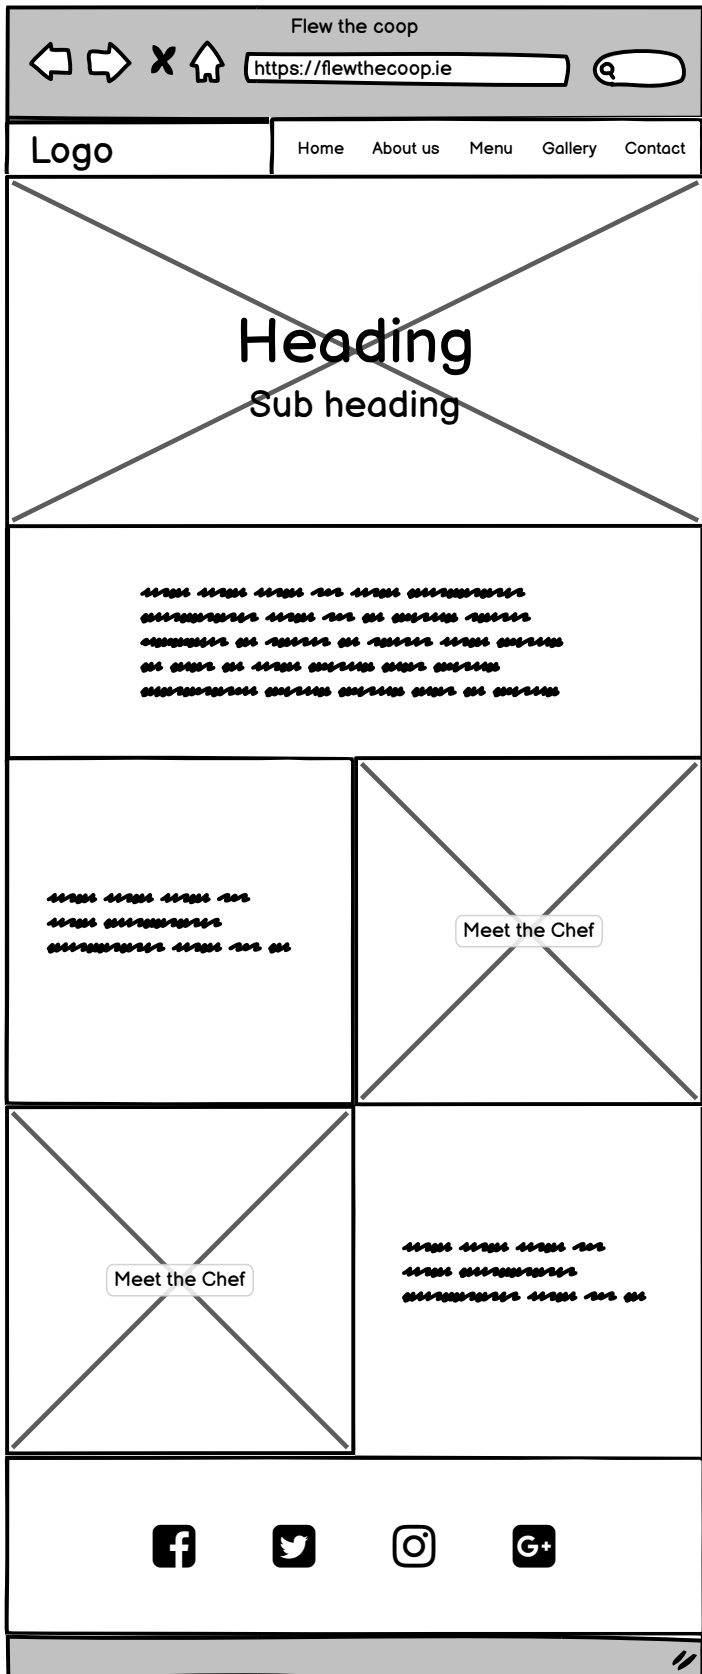 Flew the coop
https://flewthecoop.ie
Logo
Home About us Menu Gallery Contact
Heading
Sub heading
Meet the Chef
Meet the Chef
G+